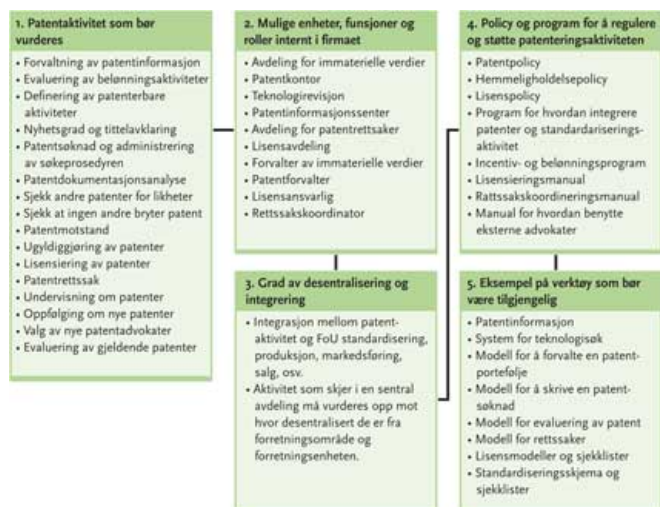 1. Patentaktivitet som bør
vurderes
• Forvaltning av patentinformasjon
• Evaluering av belønningsaktiviteter
• Definering av patenterbare
aktiviteter
• Nyhetsgrad og tittelavklaring
• Patentsøknad og administrering
av søkeprosedyren
• Patentdokumentasjonsanalyse
• Sjekk andre patenter for likheter
• Sjekk at ingen andre bryter patent
• Patentmotstand
• Ugyldiggjøring av patenter
• Lisensiering av patenter
• Patentrettssak
• Undervisning om patenter
• Oppfølging om nye patenter
• Valg av nye patentadvokater
• Evaluering av gjeldende patenter
2. Mulige enheter, funsjoner og
roller internt i firmaet
• Avdeling for immaterielle verdier
• Patentkontor
• Teknologirevisjon
• Patentinformasjonssenter
• Avdeling for patentrettsaker
• Lisensavdeling
• Forvalter av immaterielle verdier
• Patentforvalter
• Lisensansvarlig
• Rettssakskoordinator
3. Grad av desentralisering og
integrering
• Integrasjon mellom patent-
aktivitet og FoU standardisering,
produksjon, markedsføring,
salg, osv.
• Aktivitet som skjer i en sentral
avdeling må vurderes opp mot
hvor desentralisert de er fra
forretningsområde og
forretningsenheten.
4. Policy og program for å regulere
og støtte patenteringsaktiviteten
• Patentpolicy
• Hemmeligholdelsepolicy
• Lisenspolicy
• Program for hvordan integrere
patenter og standardiserings-
aktivitet
• Incentiv- og belønningsprogram
• Lisensieringsmanual
• Rattssakskoordineringsmanual
• Manual for hvordan benytte
eksterne advokater
5. Eksempel på verktøy som bør
være tilgjengelig
• Patentinformasjon
• System for teknologisøk
• Modell for å forvalte en patent-
portefølje
• Modell for å skrive en patent-
søknad
• Modell for evaluering av patent
• Modell for rettssaker
• Lisensmodeller og sjekklister
• Standardiseringsskjema og
sjekklister